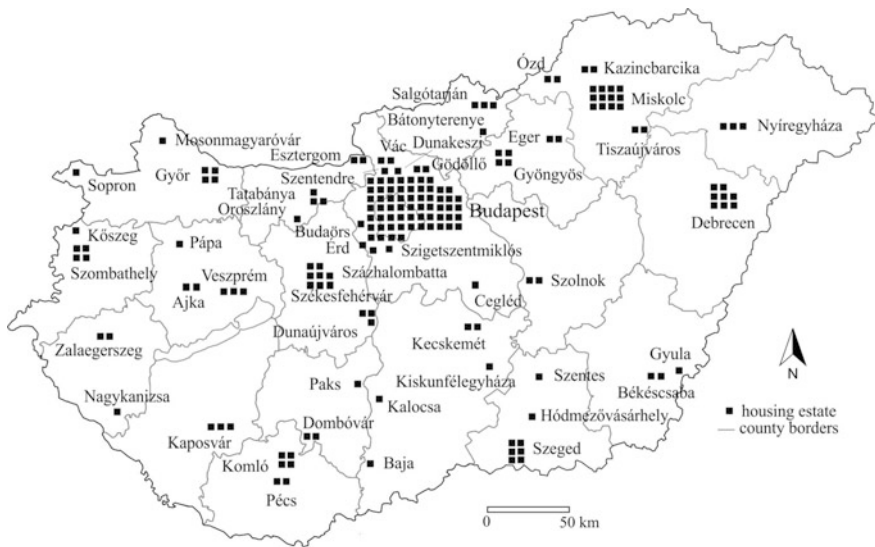 Ózd
Kazincbarcika
Salgótarján
Miskolc
Bátonyterenye
Mosonmagyaróvár
Dunakeszi
Eger
Nyíregyháza
Esztergom
Vác
Tiszaújváros
Sopron
Győr
Szentendre
Gödöllő
Gyöngyös
Tatabánya
Oroszlány
Budapest
Debrecen
Kőszeg
Pápa
Budaörs
Érd
Szigetszentmiklós
Szombathely
Veszprém
Százhalombatta
Szolnok
Ajka
Székesfehérvár
Cegléd
Dunaújváros
Zalaegerszeg
Kecskemét
Gyula
N
Nagykanizsa
Paks
Kiskunfélegyháza
Szentes
Békéscsaba
Kalocsa
Hódmezővásárhely
housing estate
Kaposvár
Dombóvár
county borders
Komló
Baja
Szeged
Pécs
0
50 km